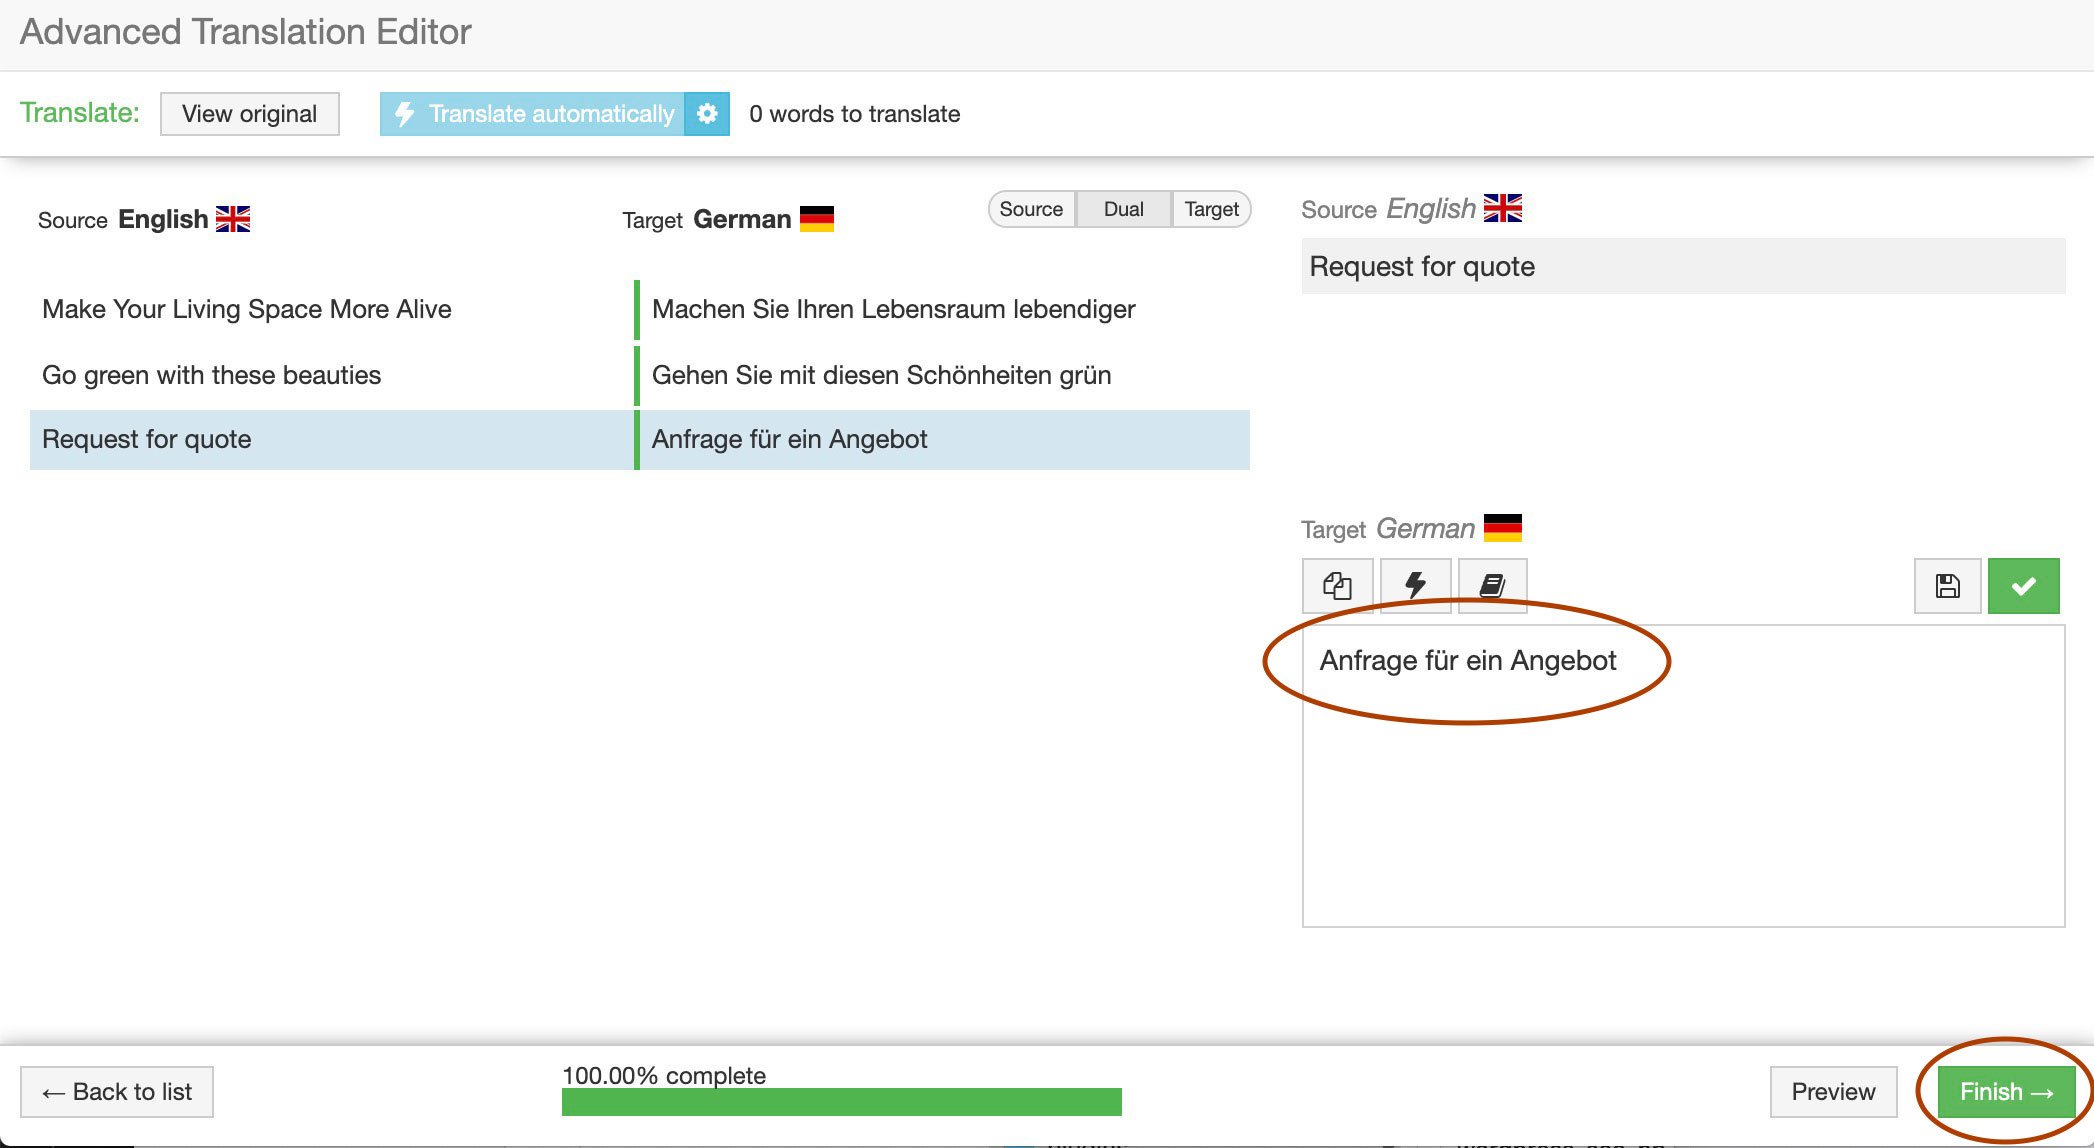 Advanced Translation Editor
Translate: View original Translate automatically 0 words to translate
Source English Target German Source Dual Target
Make Your Living Space More Alive Machen Sie Ihren Lebensraum lebendiger
Go green with these beauties Gehen Sie mit diesen Schönheiten grün
Request for quote Anfrage für ein Angebot
Source English
Request for quote
Target German
Anfrage für ein Angebot
100.00% complete
← Back to list Preview Finish →